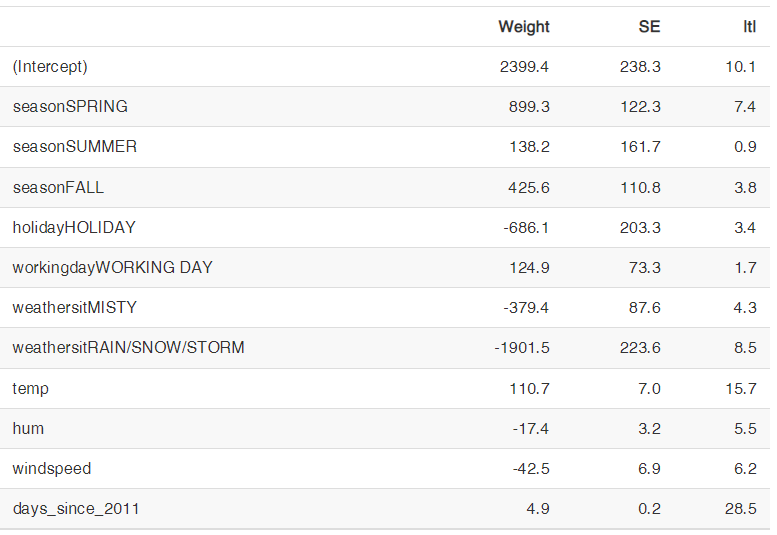 Weight SE ltl
(Intercept) 2399.4 238.3 10.1
seasonSPRING 899.3 122.3 7.4
seasonSUMMER 138.2 161.7 0.9
seasonFALL 425.6 110.8 3.8
holidayHOLIDAY -686.1 203.3 3.4
workingdayWORKING DAY 124.9 73.3 1.7
weathersitMISTY -379.4 87.6 4.3
weathersitRAIN/SNOW/STORM -1901.5 223.6 8.5
temp 110.7 7.0 15.7
hum -17.4 3.2 5.5
windspeed -42.5 6.9 6.2
days_since_2011 4.9 0.2 28.5